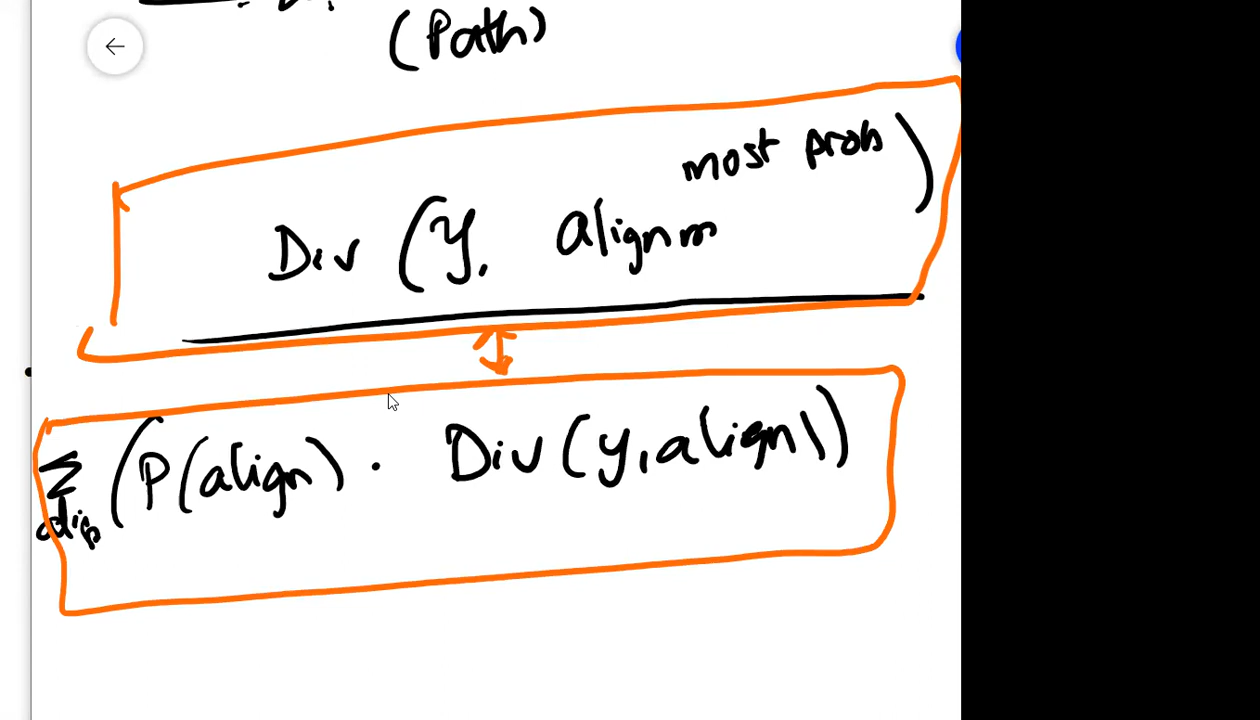 (Path)
most prob )
Div (Y, alignm
Σ (P(align) · Div (y, align))
align